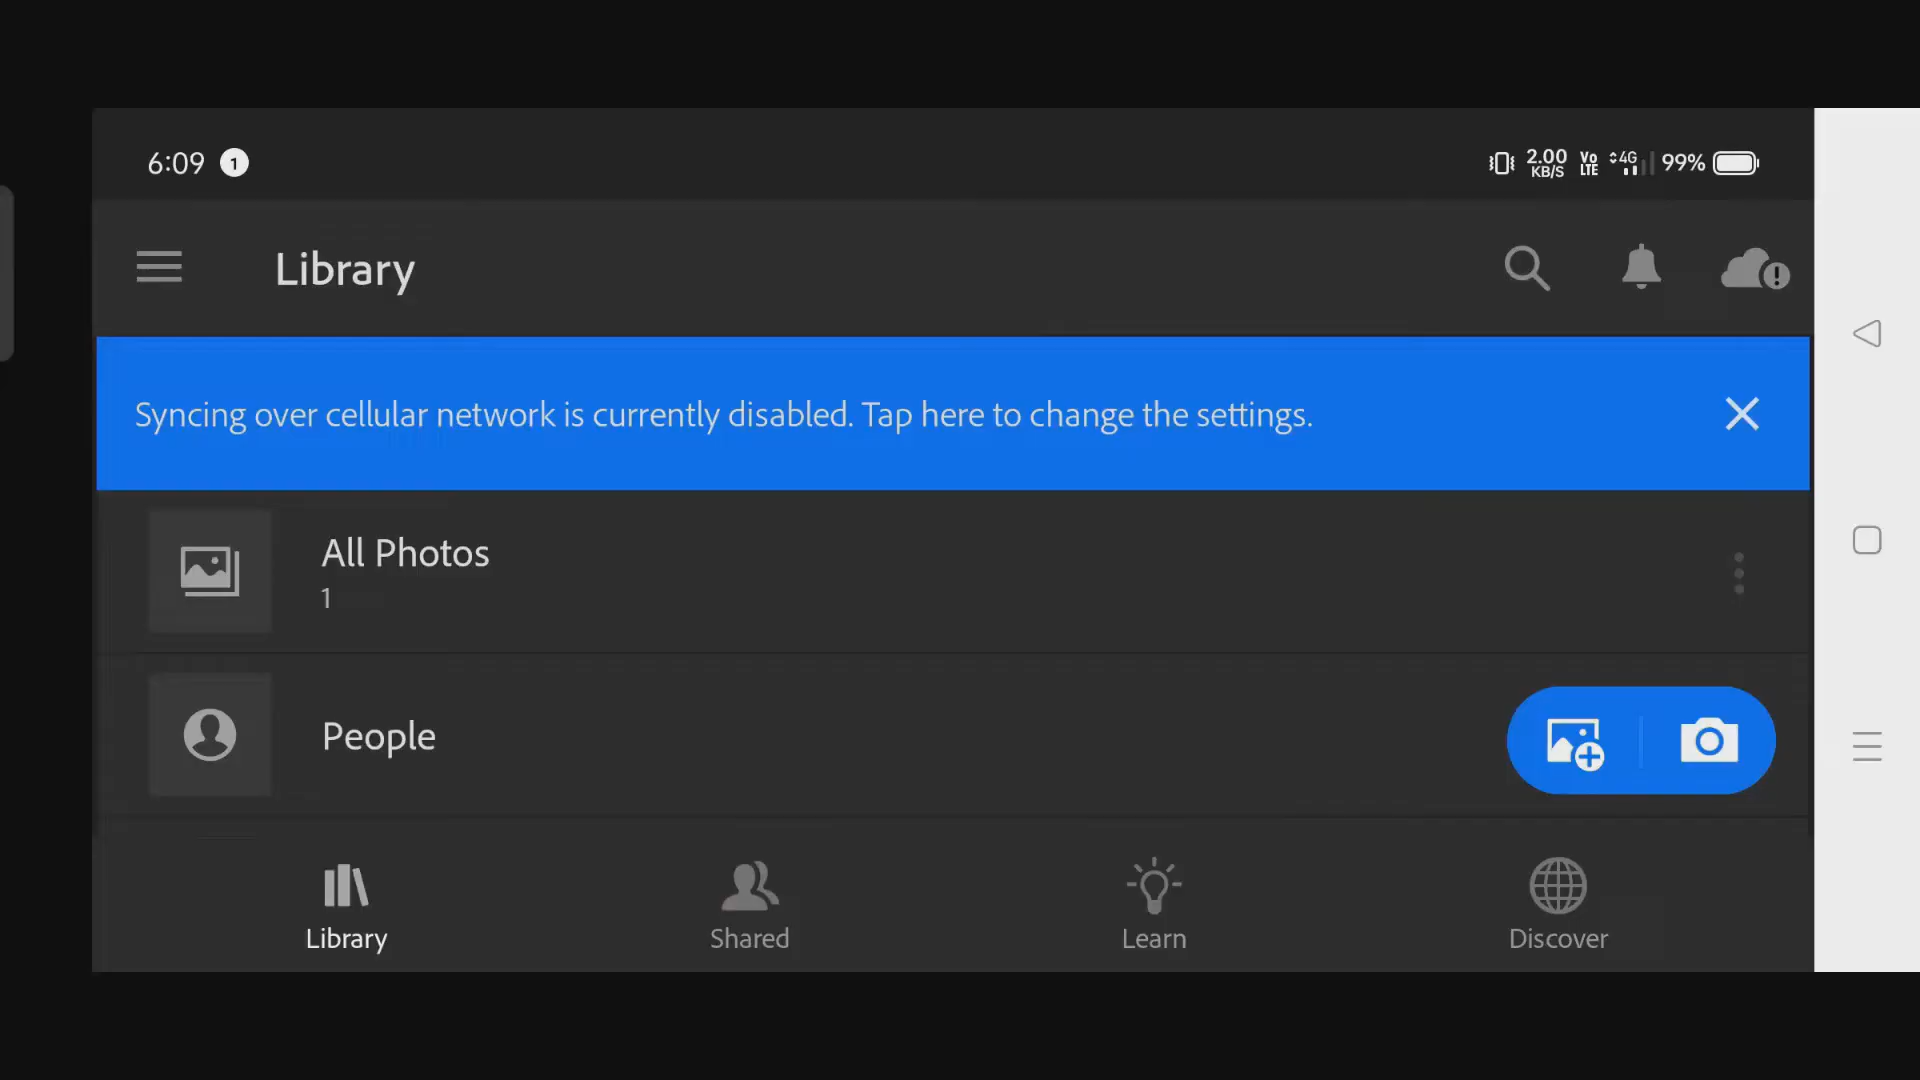 6:09 1 2.00 KB/S Vo LTE 4G 99%
Library
Syncing over cellular network is currently disabled. Tap here to change the settings.
All Photos
1
People
Library Shared Learn Discover